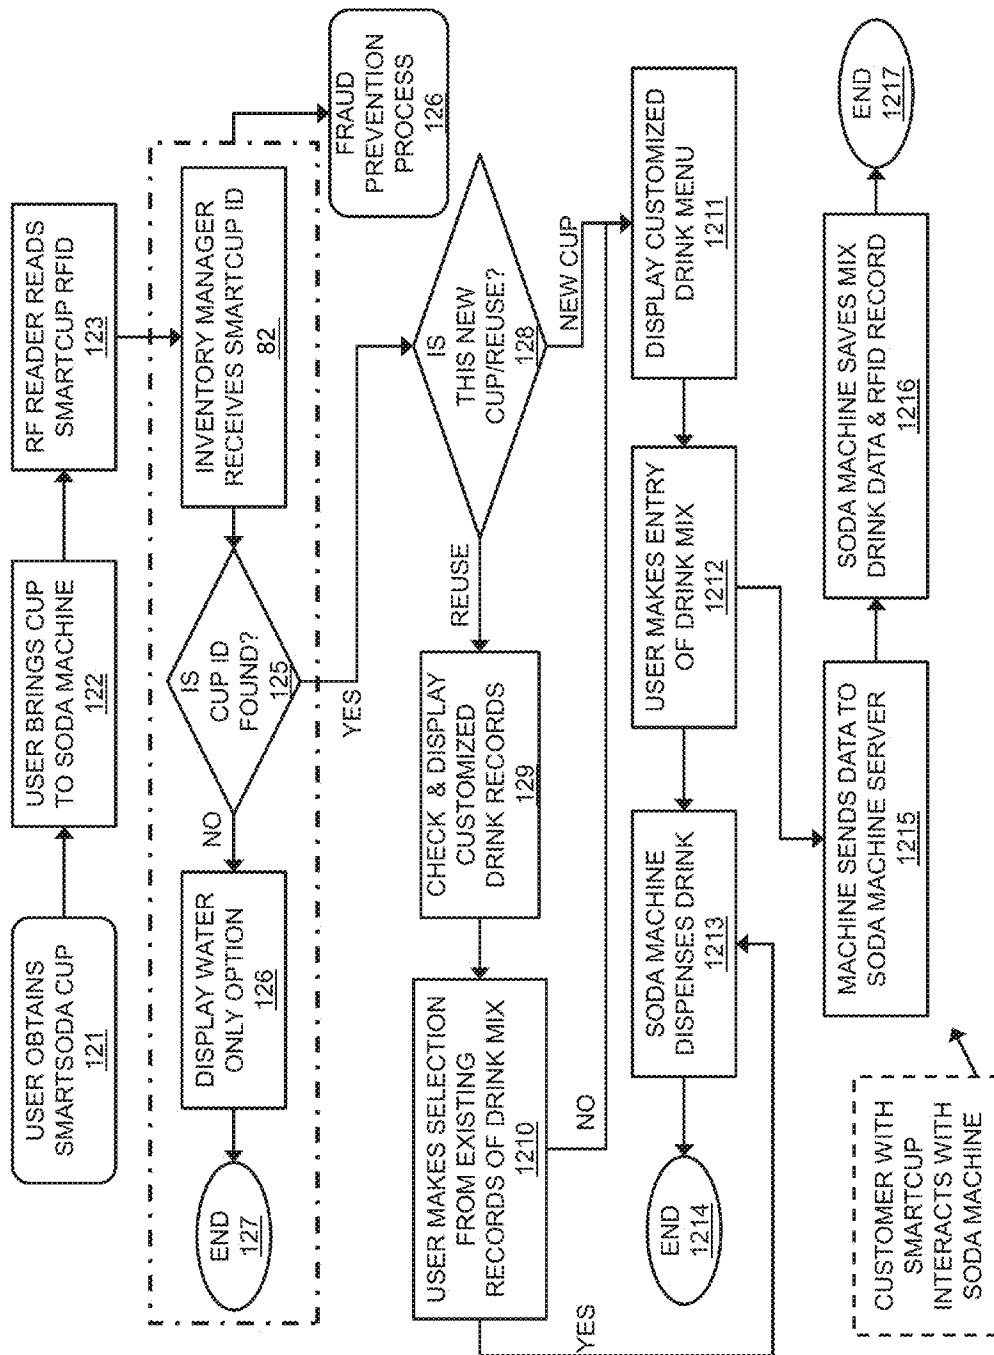 USER OBTAINS
SMARTSODA CUP
121
USER BRINGS CUP
TO SODA MACHINE
122
RF READER READS
SMARTCUP RFID
123
INVENTORY MANAGER
RECEIVES SMARTCUP ID
82
IS
CUP ID
FOUND?
125
NO
DISPLAY WATER
ONLY OPTION
126
END
127
FRAUD
PREVENTION
PROCESS
126
YES
IS
THIS NEW
CUP/REUSE?
128
REUSE
NEW CUP
CHECK & DISPLAY
CUSTOMIZED
DRINK RECORDS
129
USER MAKES SELECTION
FROM EXISTING
RECORDS OF DRINK MIX
1210
NO
YES
DISPLAY CUSTOMIZED
DRINK MENU
1211
USER MAKES ENTRY
OF DRINK MIX
1212
SODA MACHINE
DISPENSES DRINK
1213
END
1214
MACHINE SENDS DATA TO
SODA MACHINE SERVER
1215
SODA MACHINE SAVES MIX
DRINK DATA & RFID RECORD
1216
END
1217
CUSTOMER WITH
SMARTCUP
INTERACTS WITH
SODA MACHINE